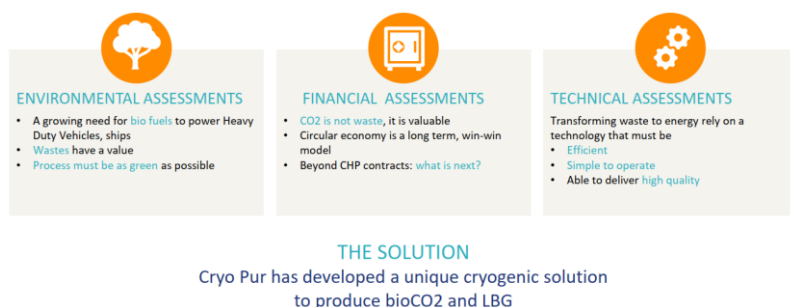 ENVIRONMENTAL ASSESSMENTS
• A growing need for bio fuels to power Heavy
Duty Vehicles, ships
• Wastes have a value
• Process must be as green as possible
FINANCIAL ASSESSMENTS
• CO2 is not waste, it is valuable
• Circular economy is a long term, win-win
model
• Beyond CHP contracts: what is next?
TECHNICAL ASSESSMENTS
Transforming waste to energy rely on a
technology that must be
• Efficient
• Simple to operate
• Able to deliver high quality
THE SOLUTION
Cryo Pur has developed a unique cryogenic solution
to produce bioCO2 and LBG